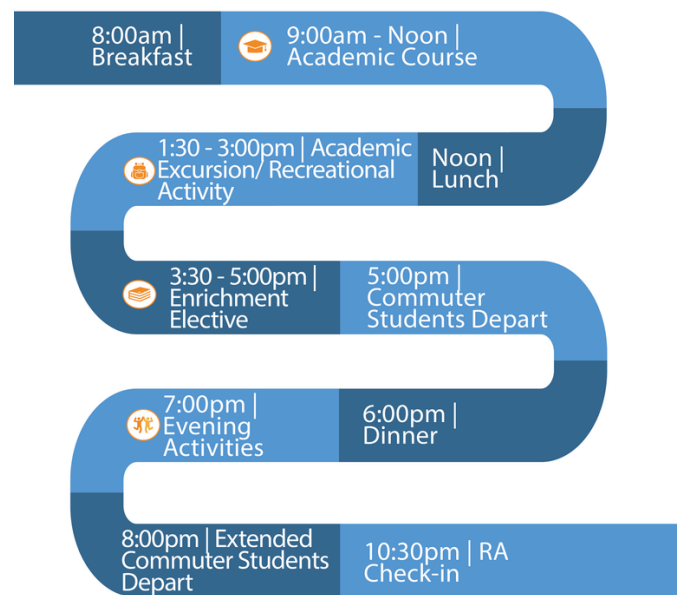 8:00am |
Breakfast
9:00am - Noon |
Academic Course
Noon |
Lunch
1:30 - 3:00pm | Academic
Excursion/ Recreational
Activity
3:30 - 5:00pm |
Enrichment
Elective
5:00pm |
Commuter
Students Depart
6:00pm |
Dinner
7:00pm |
Evening
Activities
8:00pm | Extended
Commuter Students
Depart
10:30pm | RA
Check-in